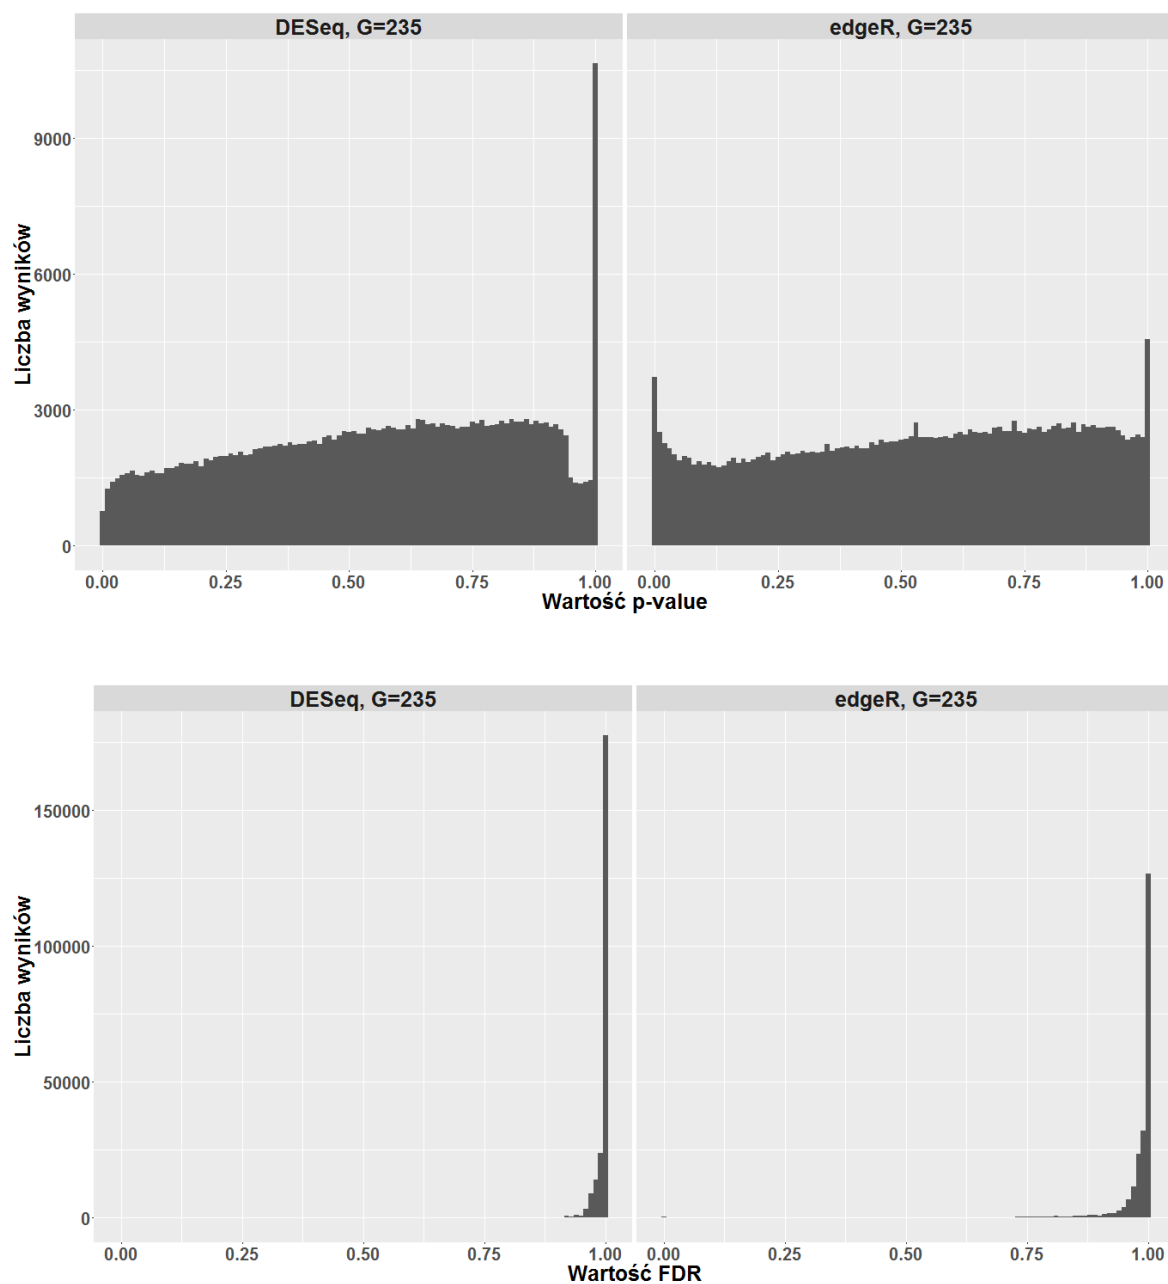 DESeq, G=235 edgeR, G=235
9000
6000
3000
0
Liczba wyników
0.00 0.25 0.50 0.75 1.00 0.00 0.25 0.50 0.75 1.00
Wartość p-value
DESeq, G=235 edgeR, G=235
150000
100000
50000
0
Liczba wyników
0.00 0.25 0.50 0.75 1.00 0.00 0.25 0.50 0.75 1.00
Wartość FDR